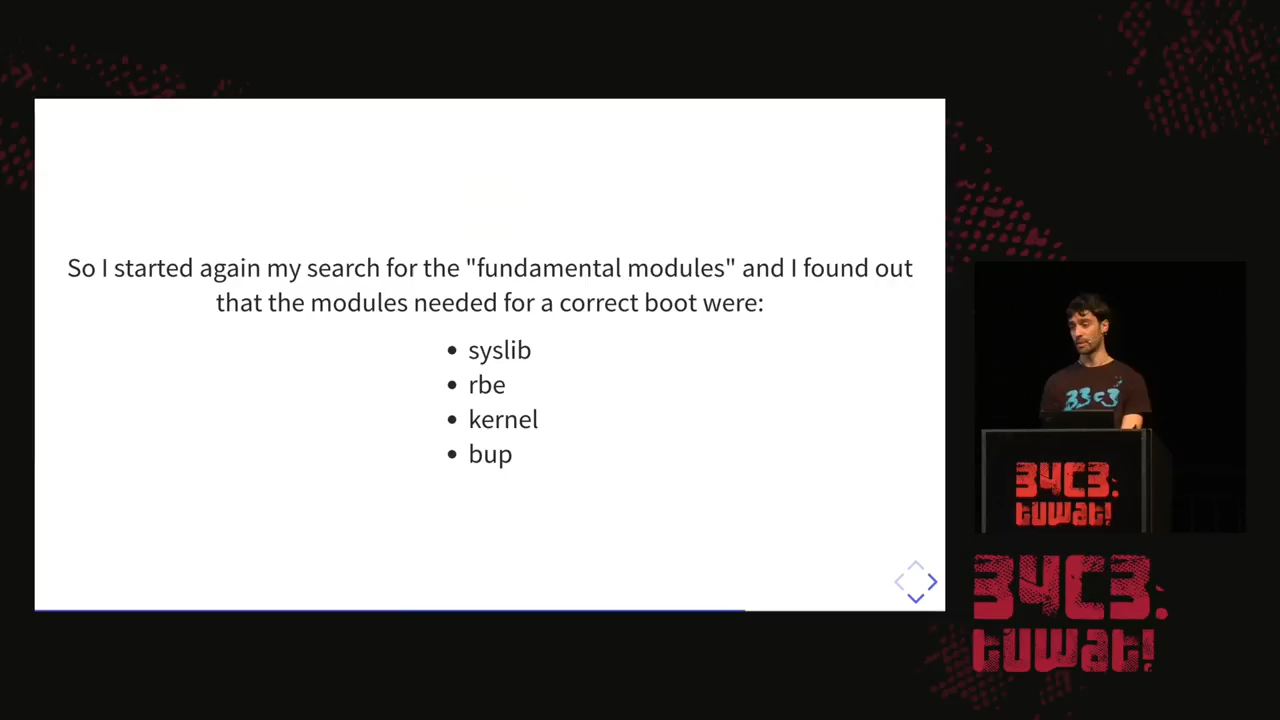 So I started again my search for the "fundamental modules" and I found out
that the modules needed for a correct boot were:
• syslib
• rbe
• kernel
• bup
33c3
34C3.
tuwat!
34C3.
tuwat!